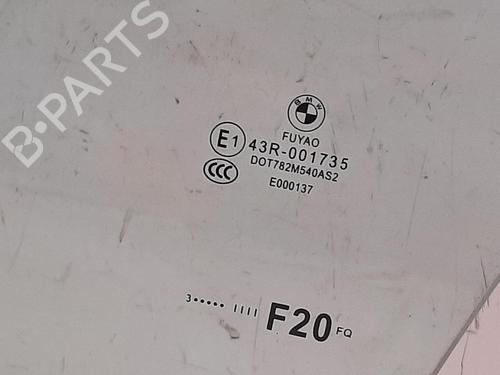 B-PARTS
BMW
FUYAO
E1 43R-001735
DOT782M540AS2
CCC E000137
3••••• IIII F20 FQ